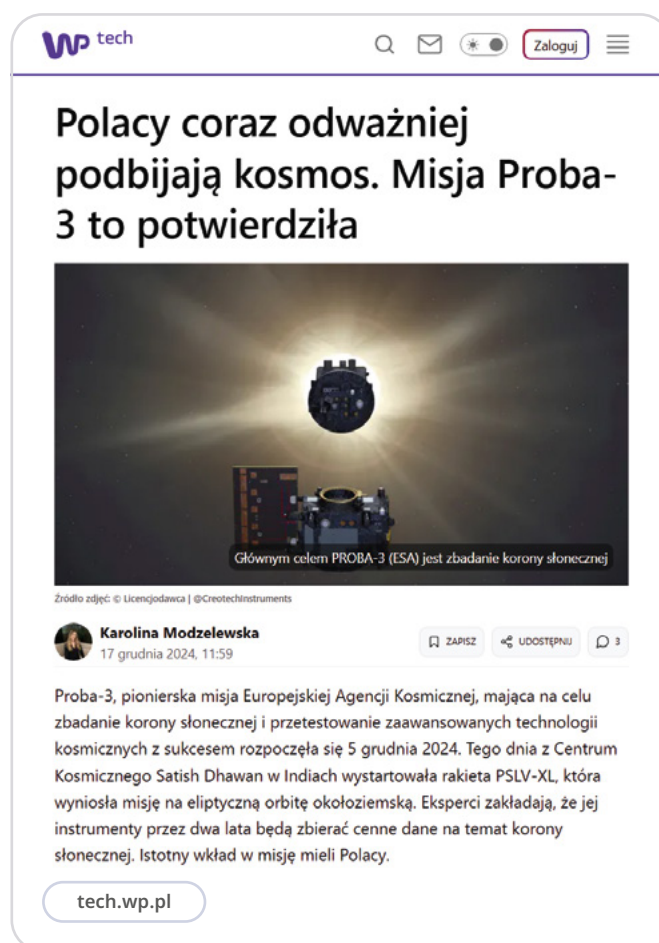 WP tech
Zaloguj
Polacy coraz odważniej
podbijają kosmos. Misja Proba-
3 to potwierdziła
Głównym celem PROBA-3 (ESA) jest zbadanie korony słonecznej
Źródło zdjęć: © Licencjodawca | @CreotechInstruments
Karolina Modzelewska
17 grudnia 2024, 11:59
ZAPISZ
UDOSTĘPNIJ
3
Proba-3, pionierska misja Europejskiej Agencji Kosmicznej, mająca na celu
zbadanie korony słonecznej i przetestowanie zaawansowanych technologii
kosmicznych z sukcesem rozpoczęła się 5 grudnia 2024. Tego dnia z Centrum
Kosmicznego Satish Dhawan w Indiach wystartowała rakieta PSLV-XL, która
wyniosła misję na eliptyczną orbitę okołoziemską. Eksperci zakładają, że jej
instrumenty przez dwa lata będą zbierać cenne dane na temat korony
słonecznej. Istotny wkład w misję mieli Polacy.
tech.wp.pl